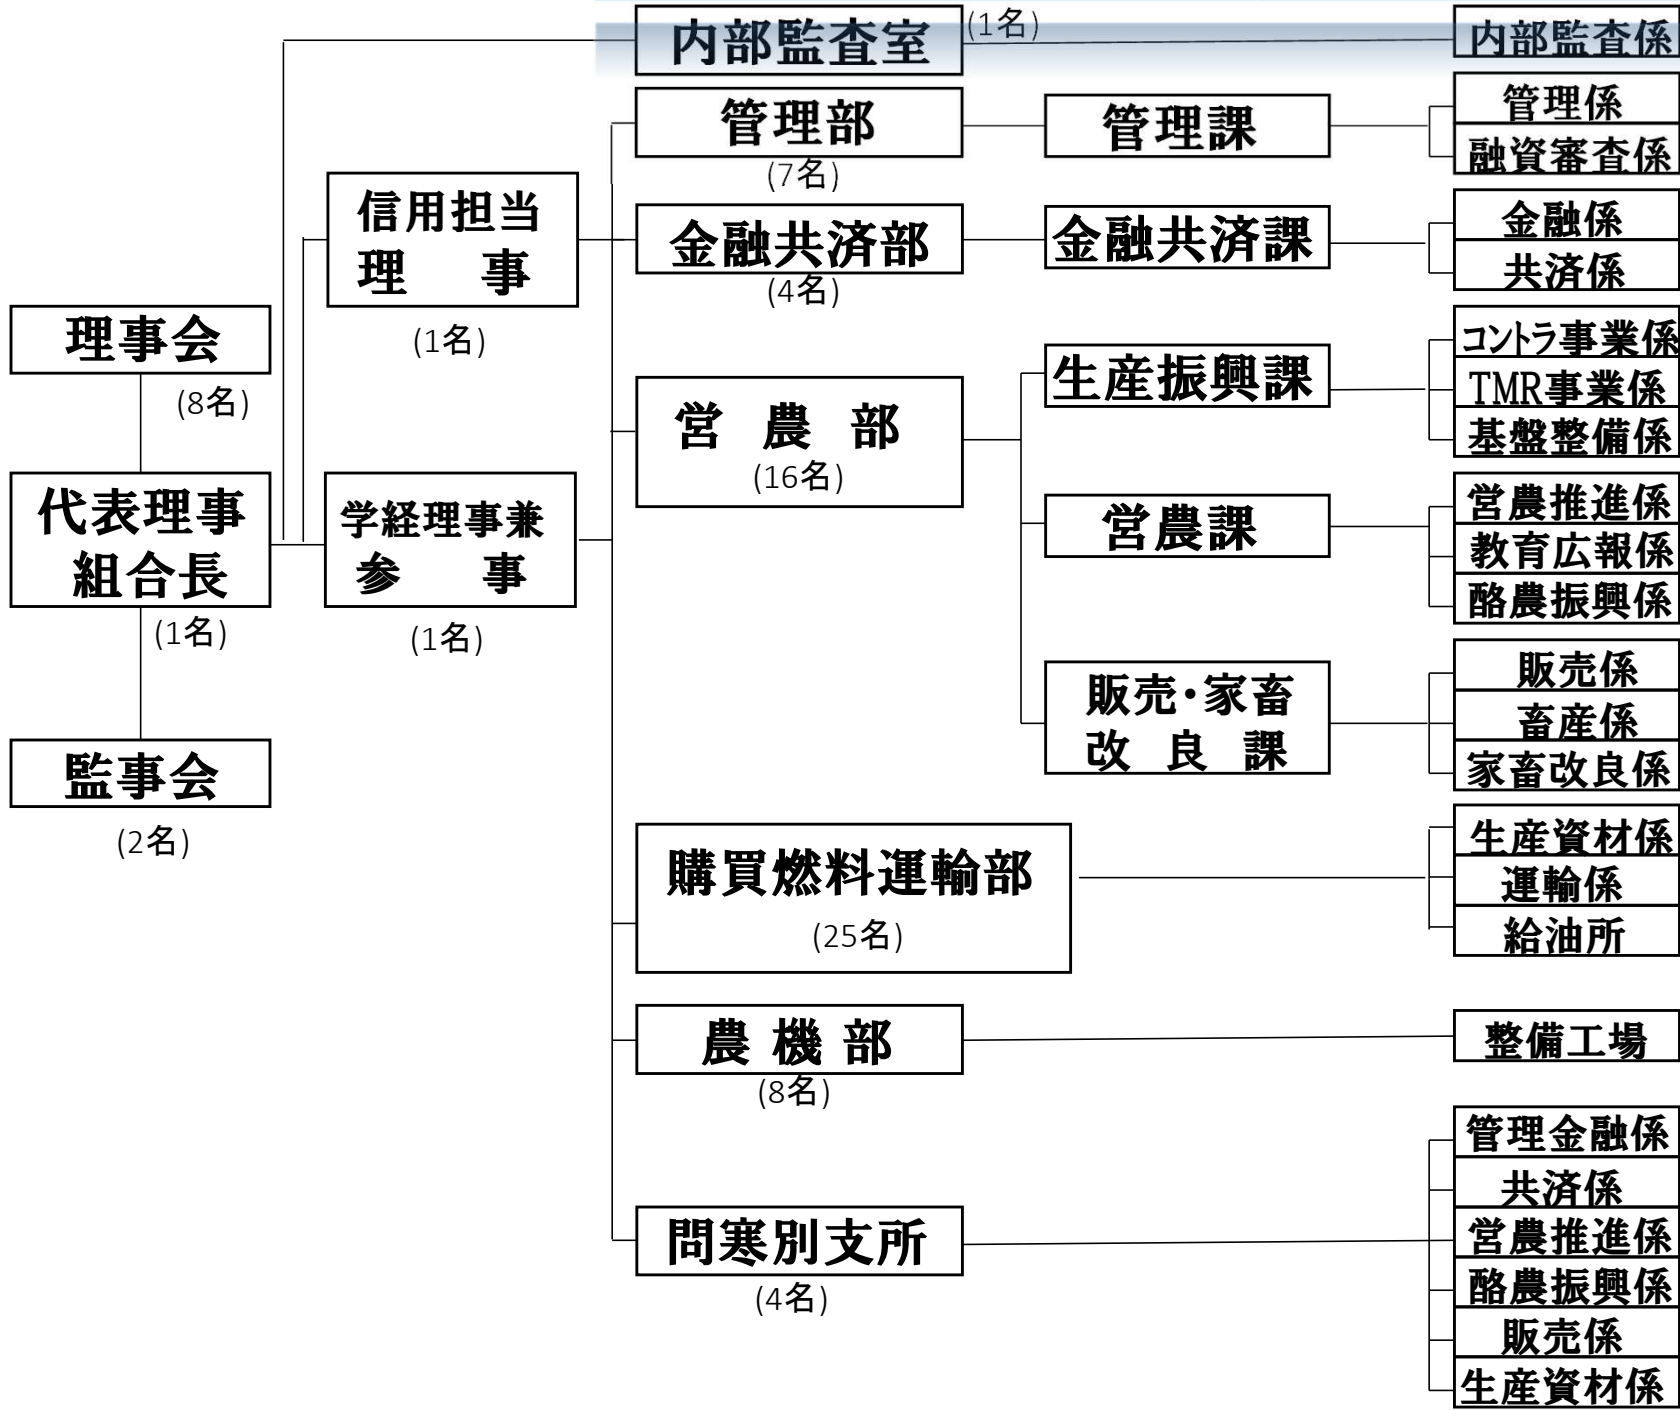 理事会
(8名)
代表理事
組合長
(1名)
監事会
(2名)
信用担当
理 事
(1名)
学経理事兼
参 事
(1名)
内部監査室
(1名)
内部監査係
管理部
(7名)
管理課
管理係
融資審査係
金融共済部
(4名)
金融共済課
金融係
共済係
営 農 部
(16名)
生産振興課
コントラ事業係
TMR事業係
基盤整備係
営農課
営農推進係
教育広報係
酪農振興係
販売・家畜
改 良 課
販売係
畜産係
家畜改良係
購買燃料運輸部
(25名)
生産資材係
運輸係
給油所
農 機 部
(8名)
整備工場
問寒別支所
(4名)
管理金融係
共済係
営農推進係
酪農振興係
販売係
生産資材係